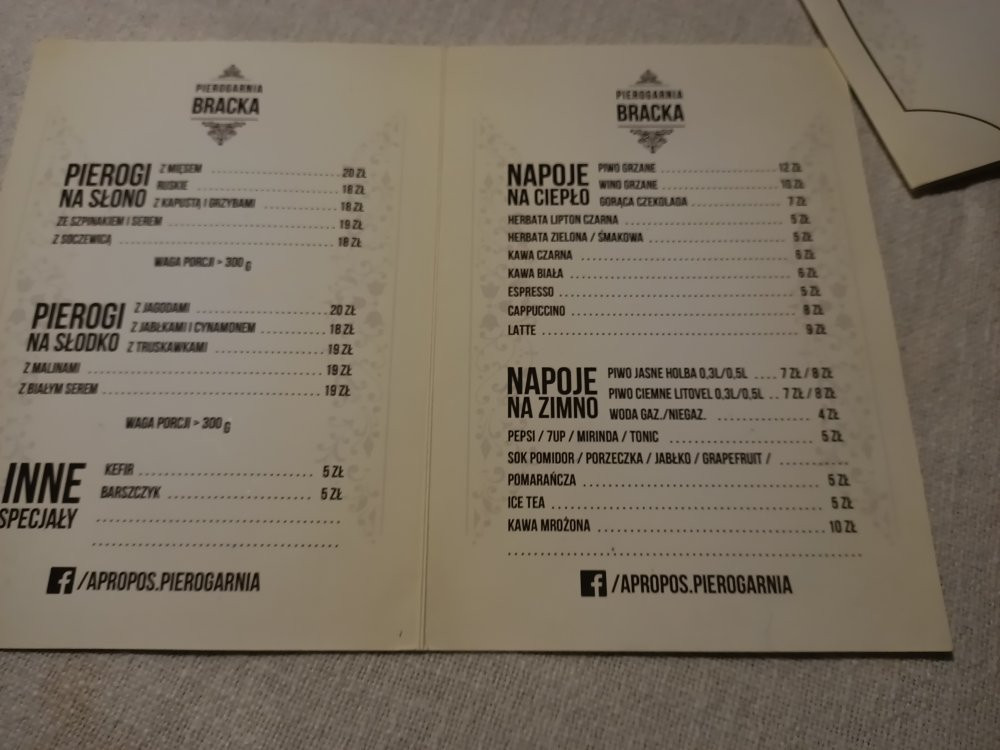 PIEROGARNIA
BRACKA
PIEROGI
NA SŁONO
Z MIĘSEM 20 ZŁ
RUSKIE 18 ZŁ
Z KAPUSTĄ I GRZYBAMI 18 ZŁ
ZE SZPINAKIEM I SEREM 19 ZŁ
Z SOCZEWICĄ 18 ZŁ
WAGA PORCJI > 300 g
PIEROGI
NA SŁODKO
Z JAGODAMI 20 ZŁ
Z JABŁKAMI I CYNAMONEM 18 ZŁ
Z TRUSKAWKAMI 19 ZŁ
Z MALINAMI 19 ZŁ
Z BIAŁYM SEREM 19 ZŁ
WAGA PORCJI > 300 g
INNE
SPECJAŁY
KEFIR 5 ZŁ
BARSZCZYK 5 ZŁ
f /APROPOS.PIEROGARNIA
PIEROGARNIA
BRACKA
NAPOJE
NA CIEPŁO
PIWO GRZANE 12 ZŁ
WINO GRZANE 10 ZŁ
GORĄCA CZEKOLADA 7 ZŁ
HERBATA LIPTON CZARNA 5 ZŁ
HERBATA ZIELONA / SMAKOWA 5 ZŁ
KAWA CZARNA 6 ZŁ
KAWA BIAŁA 6 ZŁ
ESPRESSO 5 ZŁ
CAPPUCCINO 8 ZŁ
LATTE 9 ZŁ
NAPOJE
NA ZIMNO
PIWO JASNE HOLBA 0,3L/0,5L 7 ZŁ / 8 ZŁ
PIWO CIEMNE LITOVEL 0,3L/0,5L 7 ZŁ / 8 ZŁ
WODA GAZ./NIEGAZ. 4 ZŁ
PEPSI / 7UP / MIRINDA / TONIC 5 ZŁ
SOK POMIDOR / PORZECZKA / JABŁKO / GRAPEFRUIT /
POMARAŃCZA 5 ZŁ
ICE TEA 5 ZŁ
KAWA MROŻONA 10 ZŁ
f /APROPOS.PIEROGARNIA